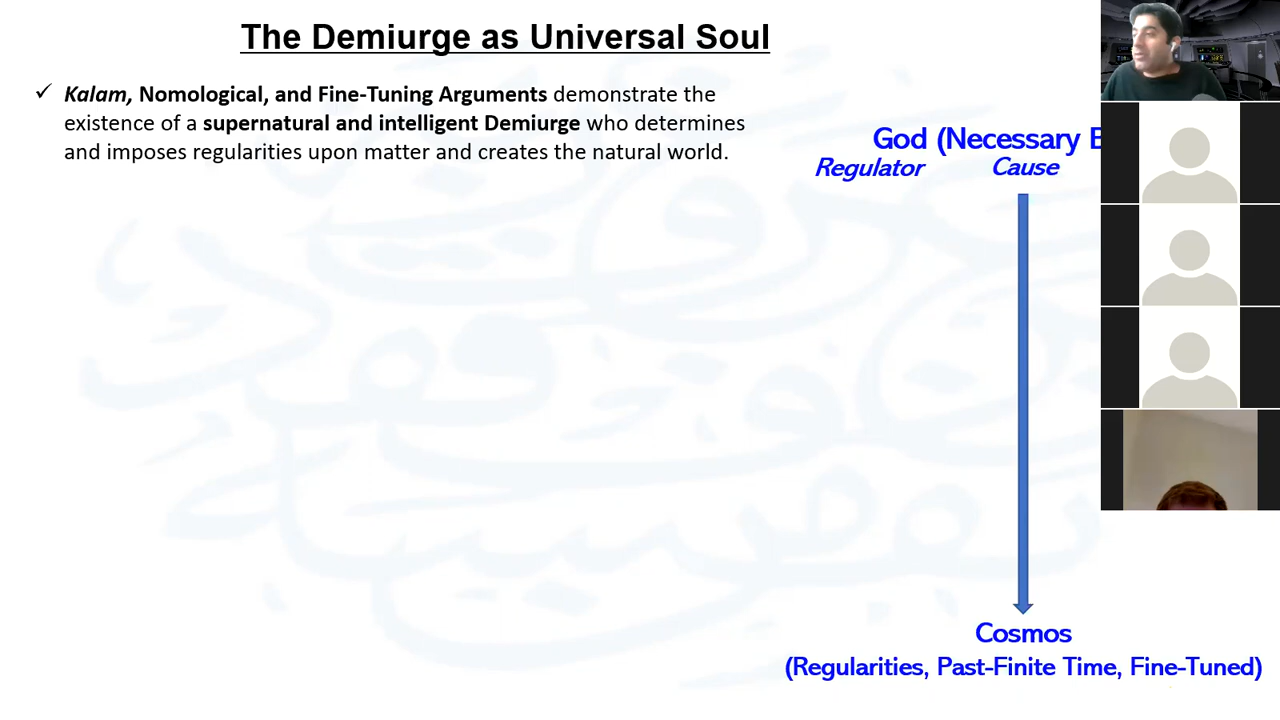 The Demiurge as Universal Soul
✓ Kalam, Nomological, and Fine-Tuning Arguments demonstrate the
existence of a supernatural and intelligent Demiurge who determines
and imposes regularities upon matter and creates the natural world.
God (Necessary
Regulator Cause
Cosmos
(Regularities, Past-Finite Time, Fine-Tuned)